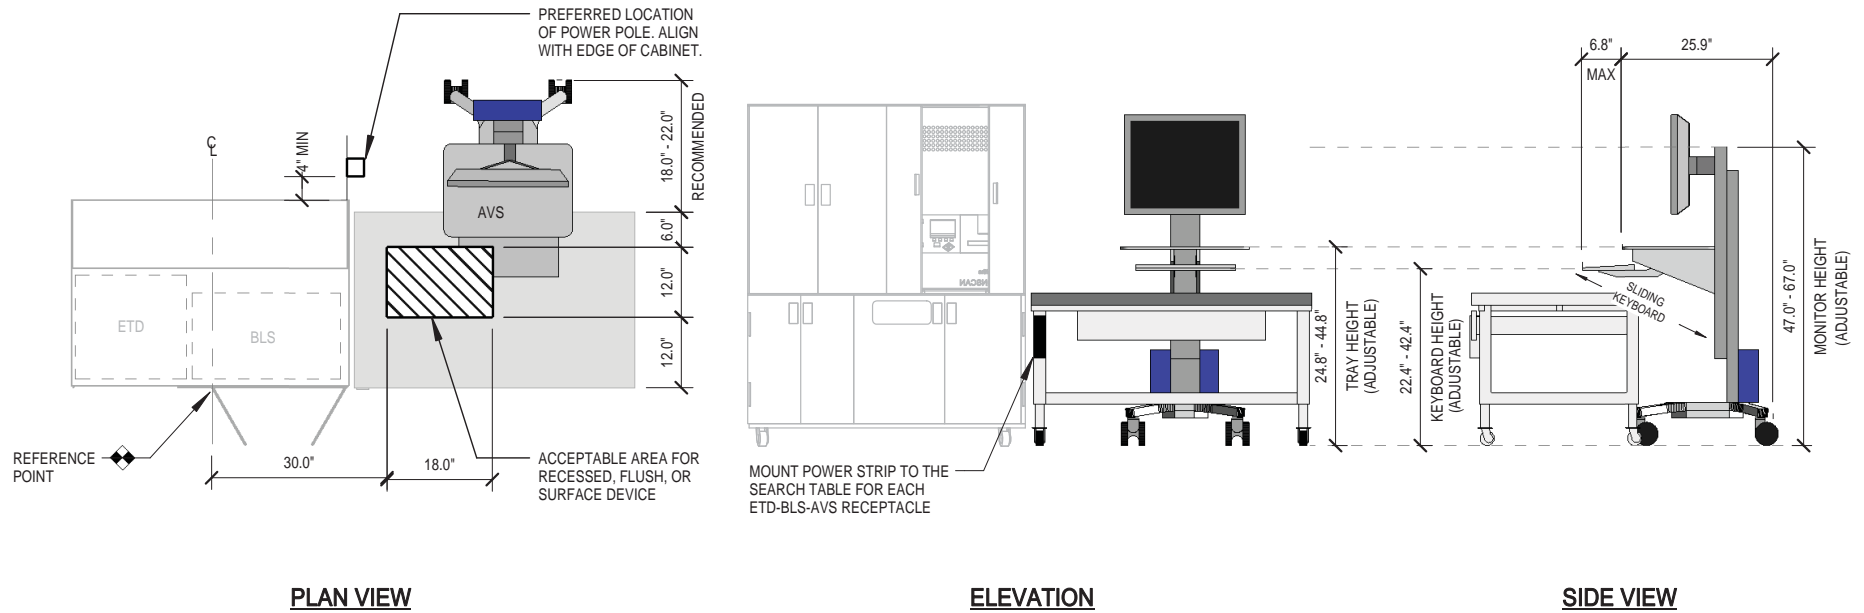 PREFERRED LOCATION
OF POWER POLE. ALIGN
WITH EDGE OF CABINET.
CL
4" MIN
18.0" - 22.0"
RECOMMENDED
AVS
6.0"
12.0"
12.0"
ETD
BLS
REFERENCE
POINT
30.0"
18.0"
ACCEPTABLE AREA FOR
RECESSED, FLUSH, OR
SURFACE DEVICE
PLAN VIEW
NSCAN
MOUNT POWER STRIP TO THE
SEARCH TABLE FOR EACH
ETD-BLS-AVS RECEPTACLE
24.8" - 44.8"
TRAY HEIGHT
(ADJUSTABLE)
22.4" - 42.4"
KEYBOARD HEIGHT
(ADJUSTABLE)
ELEVATION
6.8"
MAX
25.9"
SLIDING
KEYBOARD
47.0" - 67.0"
MONITOR HEIGHT
(ADJUSTABLE)
SIDE VIEW